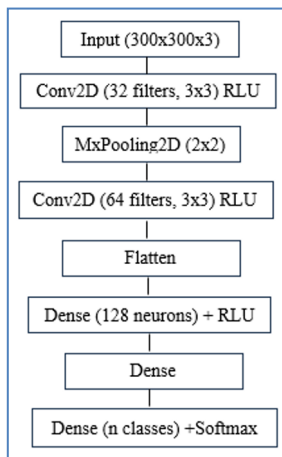 Input (300x300x3)
Conv2D (32 filters, 3x3) RLU
MxPooling2D (2x2)
Conv2D (64 filters, 3x3) RLU
Flatten
Dense (128 neurons) + RLU
Dense
Dense (n classes) +Softmax